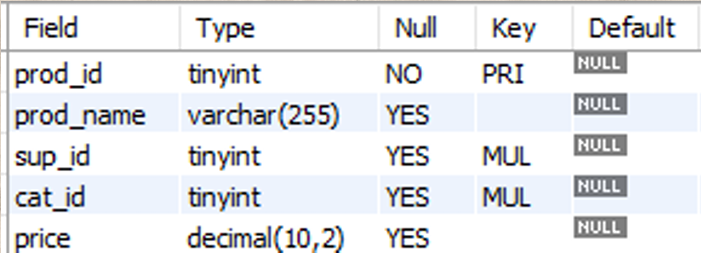 Field Type Null Key Default
prod_id tinyint NO PRI NULL
prod_name varchar(255) YES NULL
sup_id tinyint YES MUL NULL
cat_id tinyint YES MUL NULL
price decimal(10,2) YES NULL